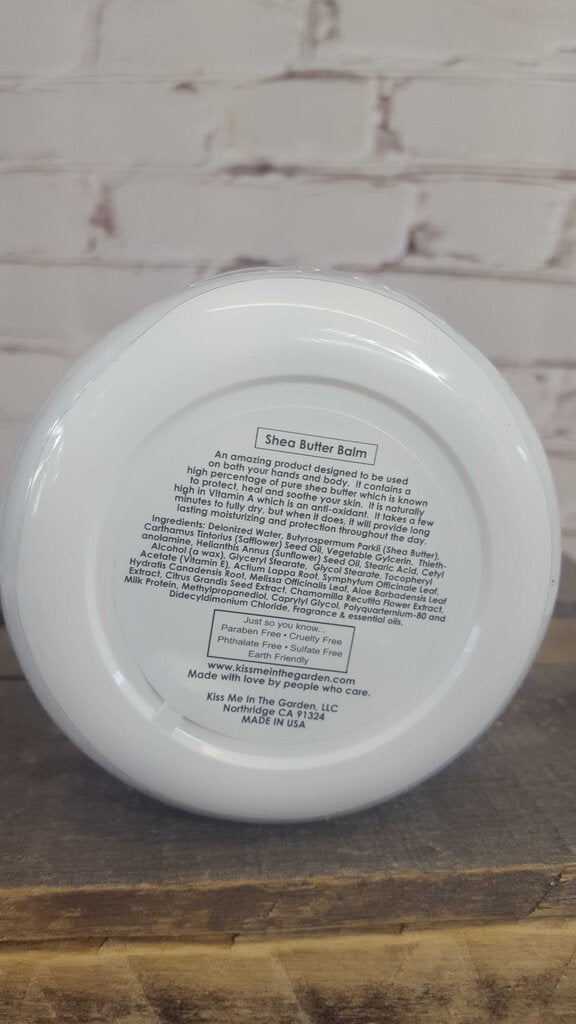 Shea Butter Balm
An amazing product designed to be used
on both your hands and body. It contains a
high percentage of pure shea butter which is known
to protect, heal and soothe your skin. It is naturally
high in Vitamin A which is an anti-oxidant. It takes a few
minutes to fully dry, but when it does, it will provide long
lasting moisturizing and protection throughout the day.
Ingredients: Deionized Water, Butyrospermum Parkii (Shea Butter),
Carthamus Tintorius (Safflower) Seed Oil, Vegetable Gylcerin, Thieth-
anolamine, Helianthis Annus (Sunflower) Seed Oil, Stearic Acid, Cetyl
Alcohol (a wax), Glyceryl Stearate, Glycol Stearate, Tocopheryl
Acetate (Vitamin E), Actium Lappa Root, Symphytum Officinale Leaf,
Hydratis Canadensis Root, Melissa Officinalis Leaf, Aloe Barbadensis Leaf
Extract, Citrus Grandis Seed Extract, Chamomilla Recutita Flower Extract,
Milk Protein, Methylpropanediol, Caprylyl Glycol, Polyquarternium-80 and
Didecyldimonium Chloride, Fragrance & essential oils.
Just so you know...
Paraben Free • Cruelty Free
Phthalate Free • Sulfate Free
Earth Friendly
www.kissmeinthegarden.com
Made with love by people who care.
Kiss Me In The Garden, LLC
Northridge CA 91324
MADE IN USA